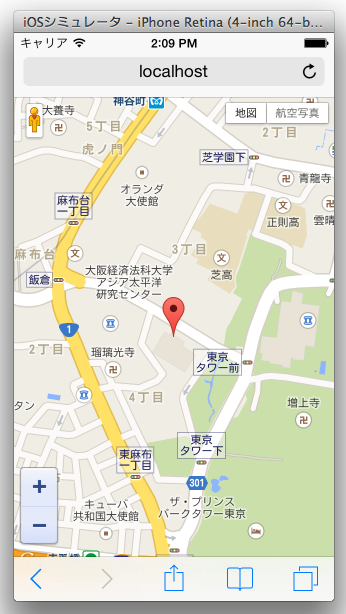 iOSシミュレータ - iPhone Retina (4-inch 64-b...
キャリア
2:09 PM
localhost
大養寺
神谷町
地図
航空写真
5丁目
2丁目
虎ノ門
芝学園下
オランダ
大使館
青龍寺
麻布台
一丁目
正則高
雲晴
3丁目
麻布台
大阪経済法科大学
アジア太平洋
研究センター
芝高
飯倉
1
2丁目
瑠璃光寺
東京
タワー前
4丁目
タン
増上寺
東京
タワー下
東麻布
一丁目
301
キューバ
共和国大使館
ザ・プリンス
パークタワー東京
+
−